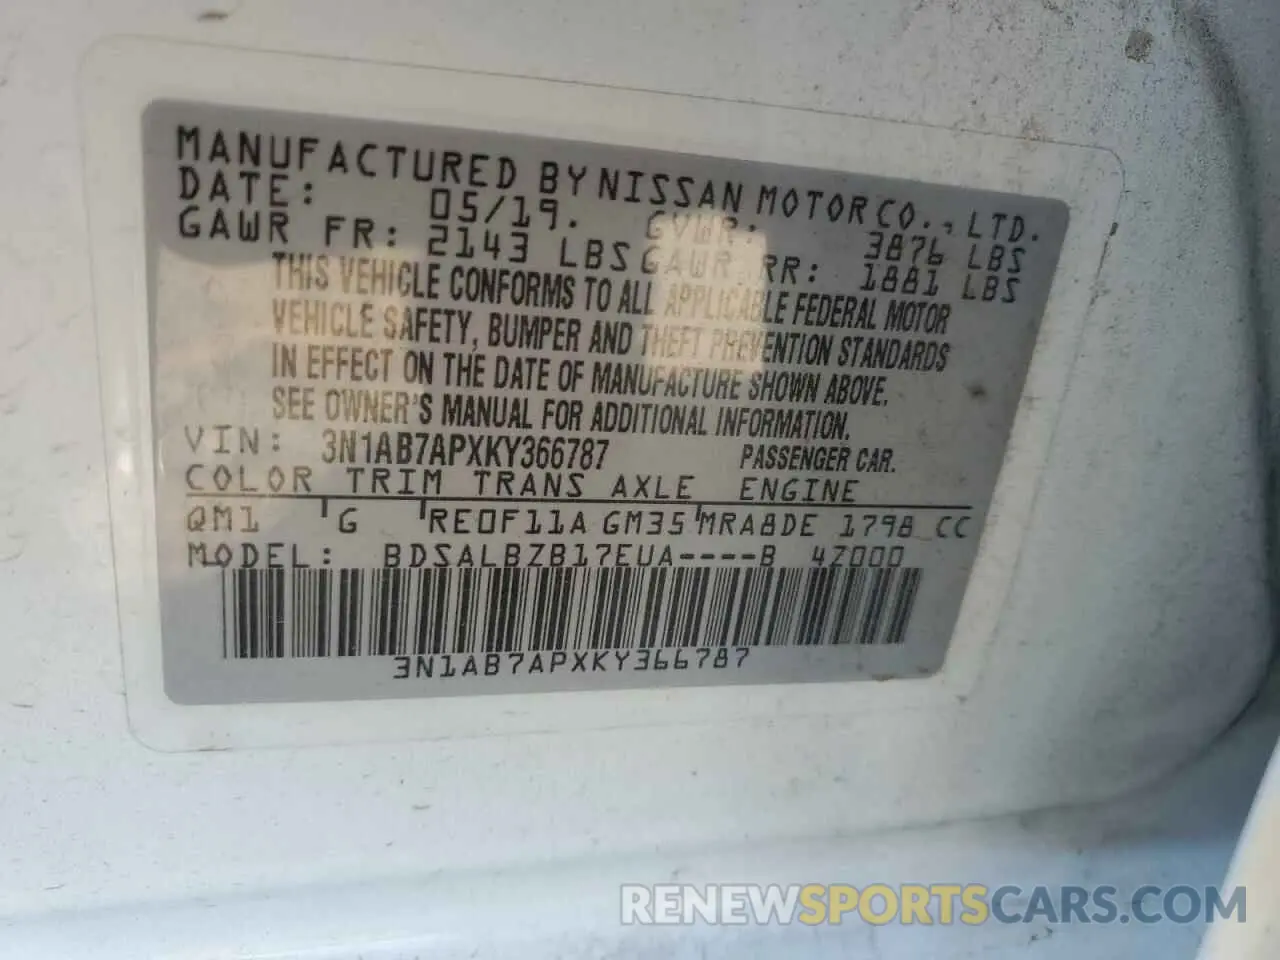 MANUFACTURED BY NISSAN MOTOR CO., LTD.
DATE: 05/19. GVWR: 3876 LBS
GAWR FR: 2143 LBS GAWR RR: 1881 LBS
THIS VEHICLE CONFORMS TO ALL APPLICABLE FEDERAL MOTOR
VEHICLE SAFETY, BUMPER AND THEFT PREVENTION STANDARDS
IN EFFECT ON THE DATE OF MANUFACTURE SHOWN ABOVE.
SEE OWNER'S MANUAL FOR ADDITIONAL INFORMATION.
VIN: 3N1AB7APXKY366787 PASSENGER CAR.
COLOR TRIM TRANS AXLE ENGINE
QM1 G RE0F11A GM35 MRA8DE 1798 CC
MODEL: BDSALBZB17EUA----B 4Z000
3N1AB7APXKY366787
RENEWSPORTSCARS.COM